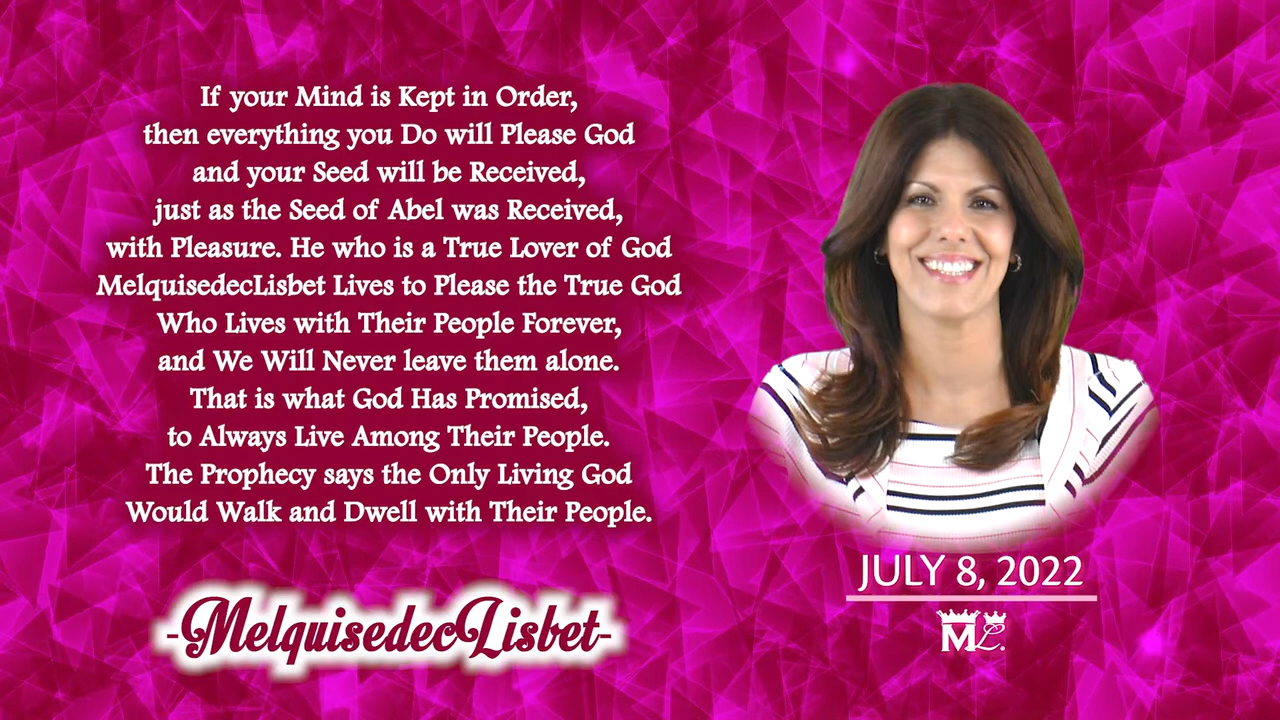 If your Mind is Kept in Order,
then everything you Do will Please God
and your Seed will be Received,
just as the Seed of Abel was Received,
with Pleasure. He who is a True Lover of God
MelquisedecLisbet Lives to Please the True God
Who Lives with Their People Forever,
and We Will Never leave them alone.
That is what God Has Promised,
to Always Live Among Their People.
The Prophecy says the Only Living God
Would Walk and Dwell with Their People.
-MelquisedecLisbet-
JULY 8, 2022
ML.